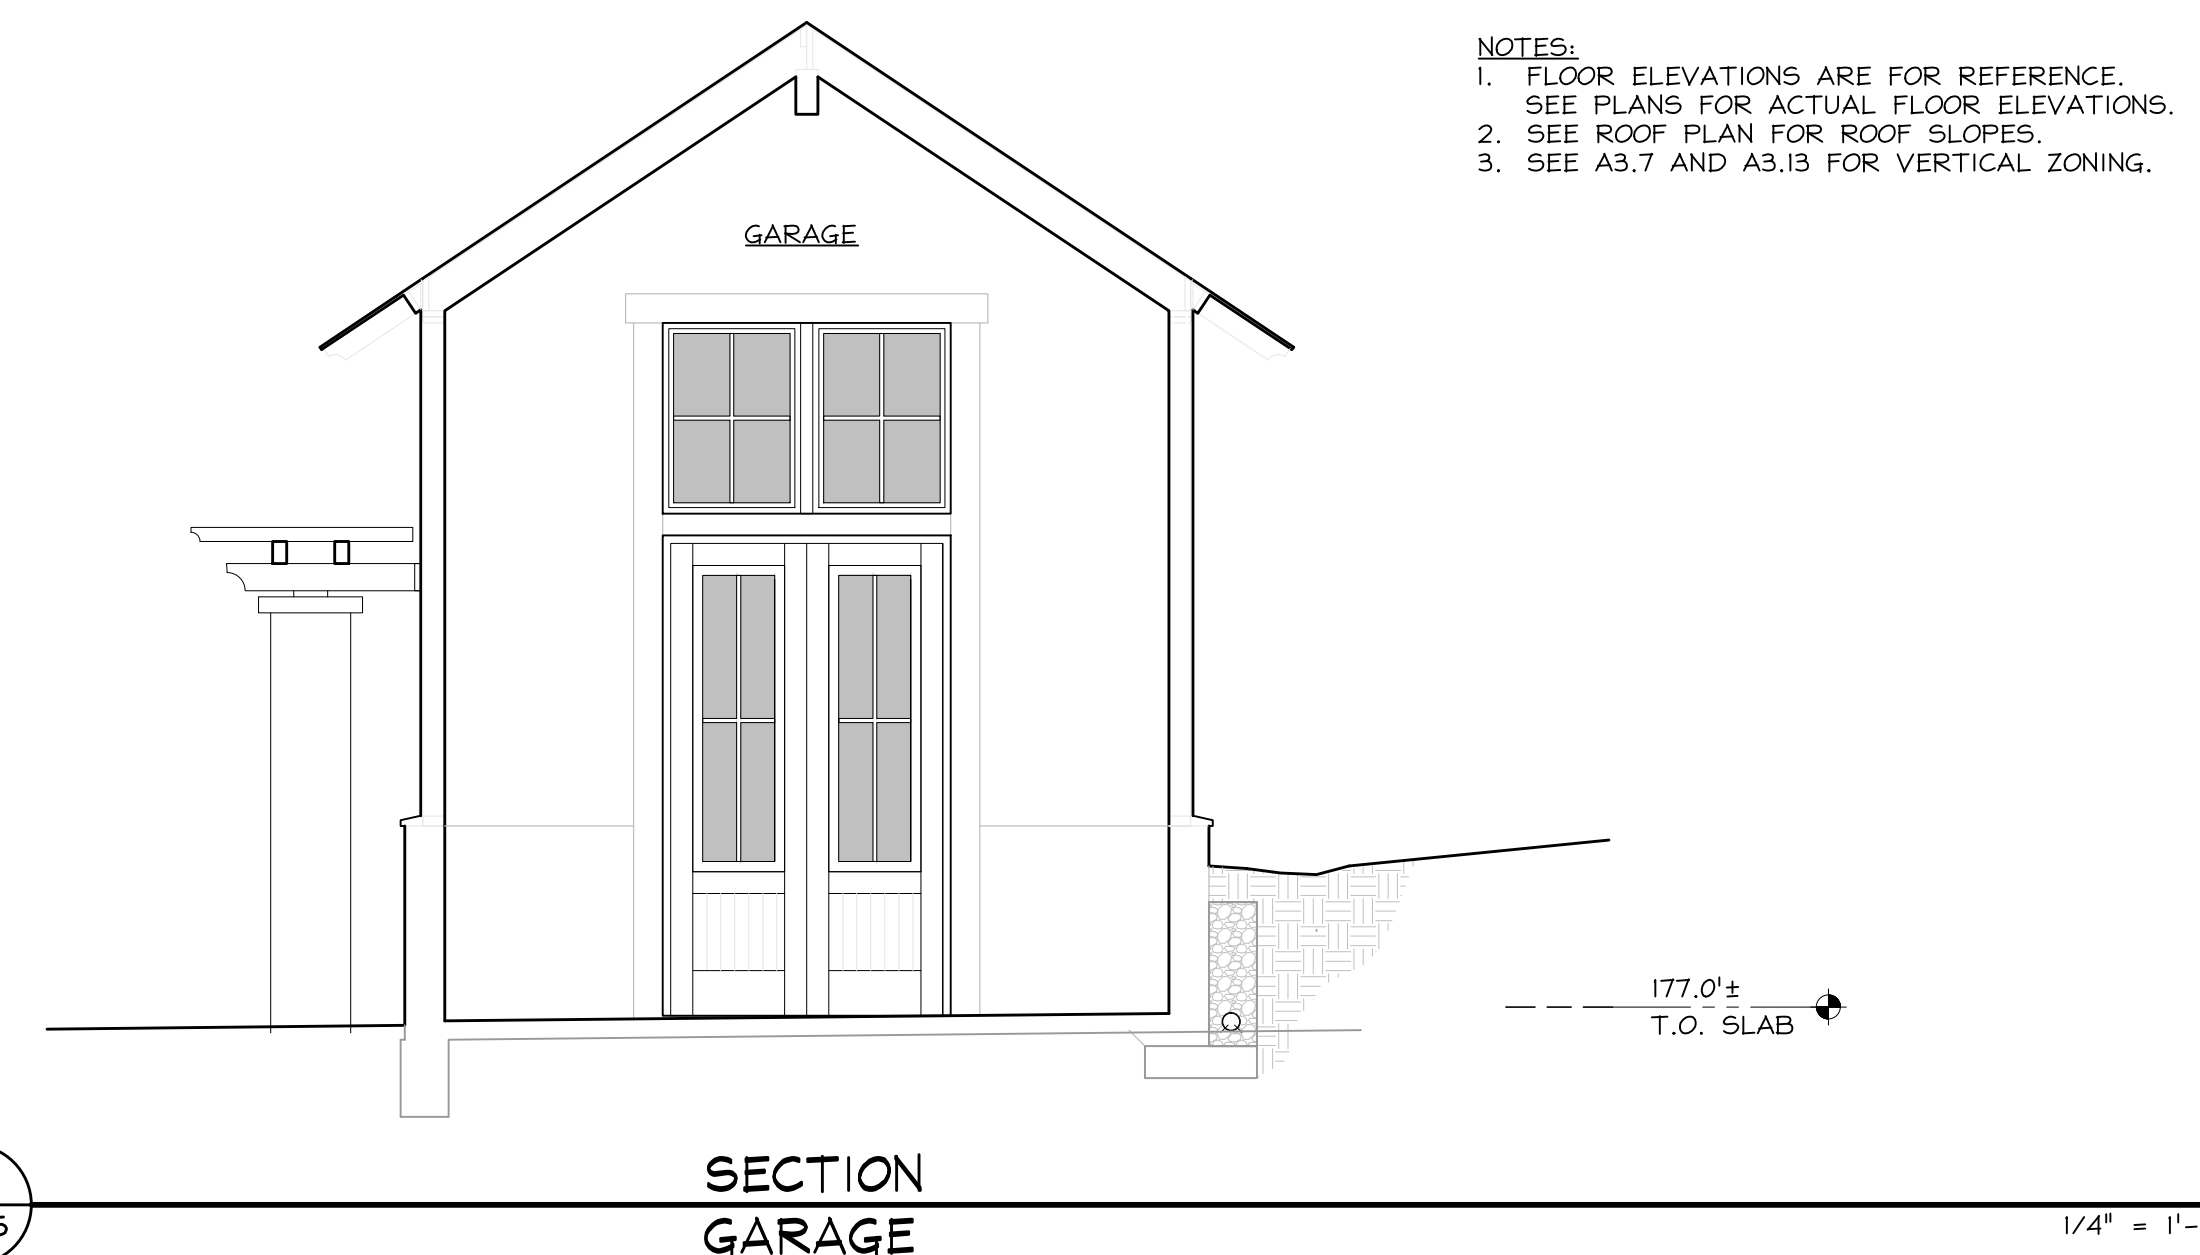 NOTES:
1. FLOOR ELEVATIONS ARE FOR REFERENCE.
SEE PLANS FOR ACTUAL FLOOR ELEVATIONS.
2. SEE ROOF PLAN FOR ROOF SLOPES.
3. SEE A3.7 AND A3.13 FOR VERTICAL ZONING.
GARAGE
177.0'±
T.O. SLAB
SECTION
GARAGE
1/4" = 1'-